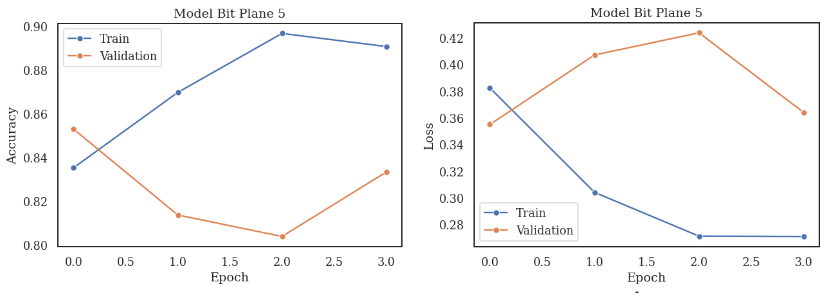 Model Bit Plane 5
Accuracy
0.90
0.88
0.86
0.84
0.82
0.80
Train
Validation
0.0 0.5 1.0 1.5 2.0 2.5 3.0
Epoch
Model Bit Plane 5
Loss
0.42
0.40
0.38
0.36
0.34
0.32
0.30
0.28
Train
Validation
0.0 0.5 1.0 1.5 2.0 2.5 3.0
Epoch